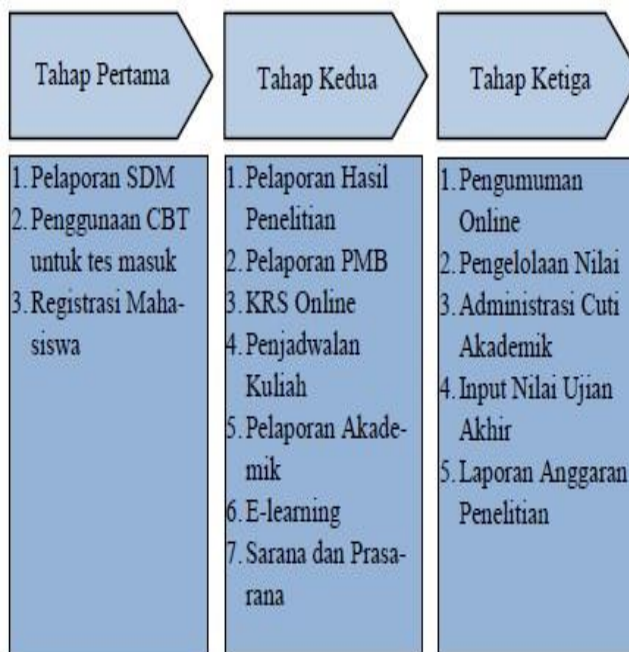 Tahap Pertama
Tahap Kedua
Tahap Ketiga
1. Pelaporan SDM
2. Penggunaan CBT
untuk tes masuk
3. Registrasi Maha-
siswa
1. Pelaporan Hasil
Penelitian
2. Pelaporan PMB
3. KRS Online
4. Penjadwalan
Kuliah
5. Pelaporan Akade-
mik
6. E-learning
7. Sarana dan Prasa-
rana
1. Pengumuman
Online
2. Pengelolaan Nilai
3. Administrasi Cuti
Akademik
4. Input Nilai Ujian
Akhir
5. Laporan Anggaran
Penelitian